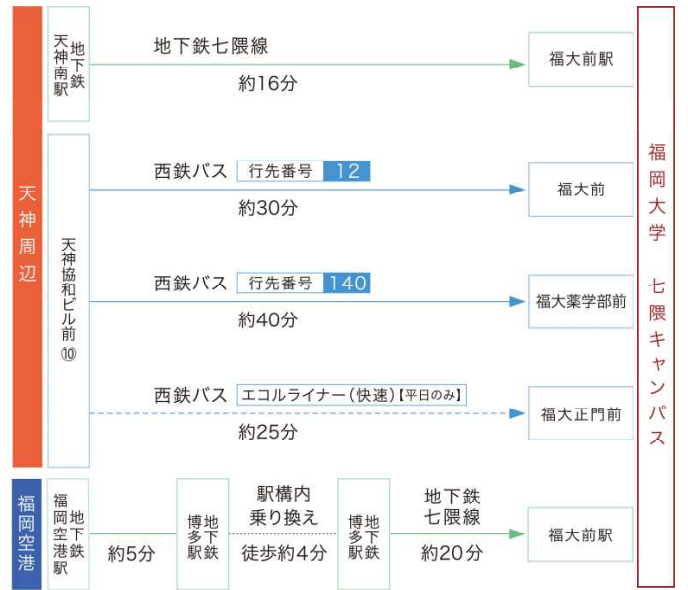 天神周辺
地下鉄
天神南駅
地下鉄七隈線
約16分
福大前駅
天神協和ビル前⑩
西鉄バス 行先番号 12
約30分
福大前
西鉄バス 行先番号 140
約40分
福大薬学部前
西鉄バス エコルライナー(快速)【平日のみ】
約25分
福大正門前
福岡空港
地下鉄
福岡空港駅
約5分
地下鉄
博多駅
駅構内
乗り換え
徒歩約4分
地下鉄
博多駅
地下鉄
七隈線
約20分
福大前駅
福岡大学 七隈キャンパス